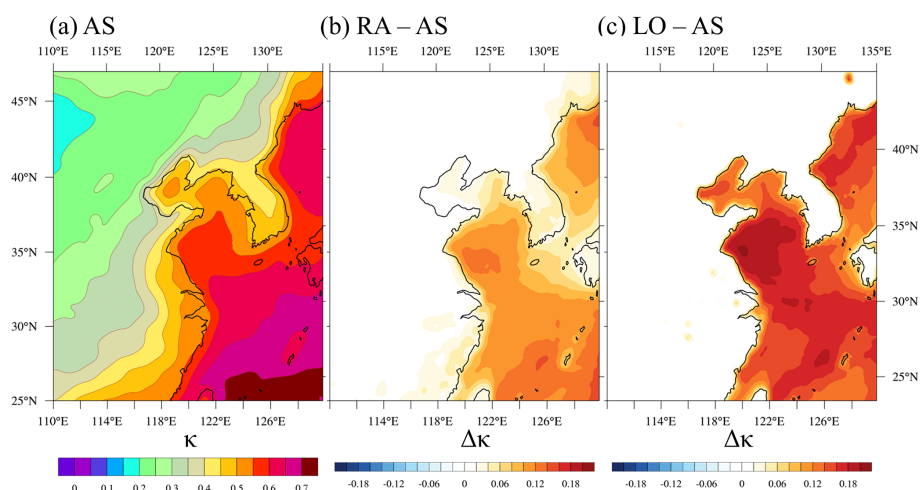 (a) AS (b) RA – AS (c) LO – AS
110°E 115°E 120°E 125°E 130°E 115°E 120°E 125°E 130°E 115°E 120°E 125°E 130°E 135°E
45°N
40°N 40°N
35°N 35°N
30°N 30°N
25°N 25°N
110°E 114°E 118°E 122°E 126°E 114°E 118°E 122°E 126°E 114°E 118°E 122°E 126°E
κ Δκ Δκ
0 0.1 0.2 0.3 0.4 0.5 0.6 0.7 -0.18 -0.12 -0.06 0 0.06 0.12 0.18 -0.18 -0.12 -0.06 0 0.06 0.12 0.18